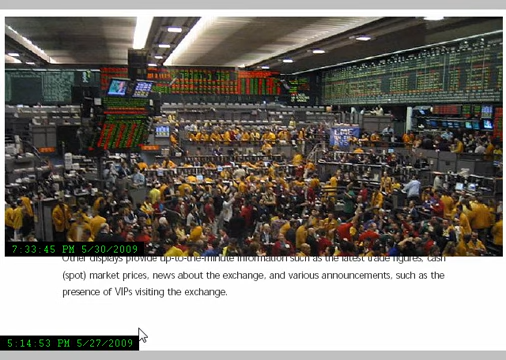 7:33:45 PM 5/30/2009
Other displays provide up-to-the-minute information such as the latest trade figures, cash
(spot) market prices, news about the exchange, and various announcements, such as the
presence of VIPs visiting the exchange.
5:14:53 PM 5/27/2009